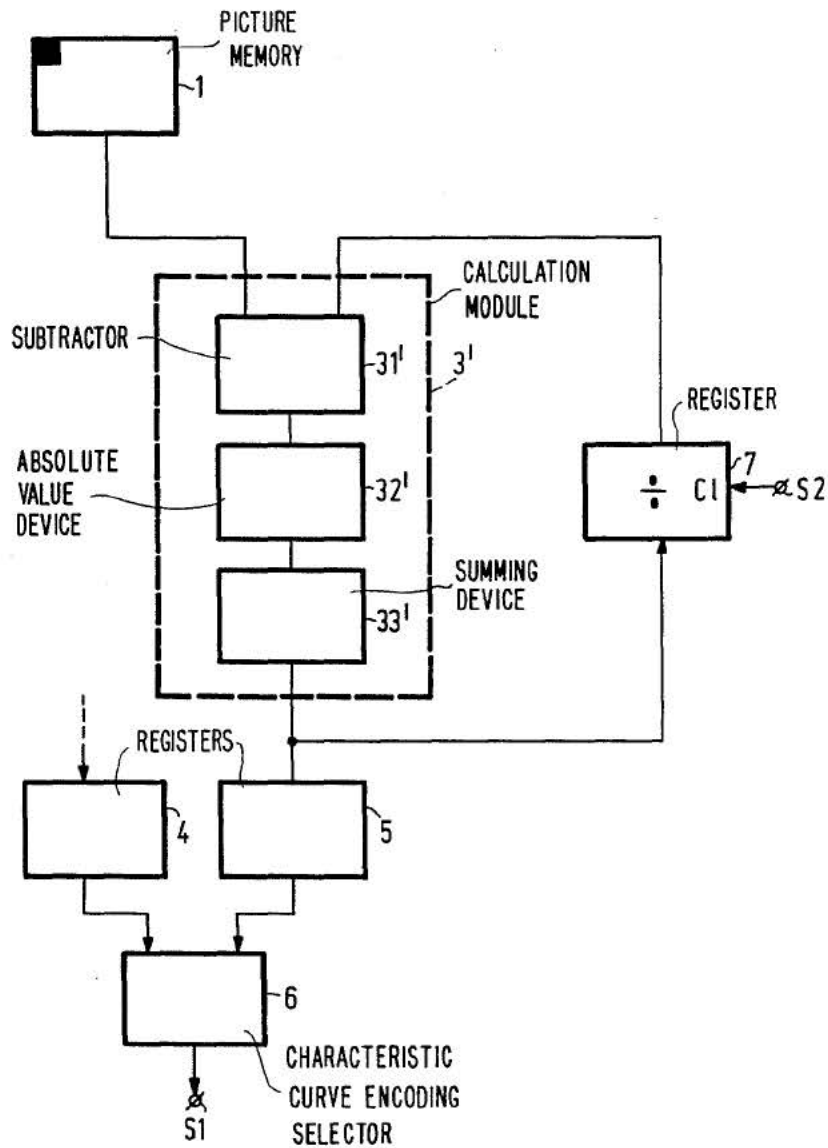 PICTURE
MEMORY
1
CALCULATION
MODULE
SUBTRACTOR
31'
3'
REGISTER
ABSOLUTE
VALUE
DEVICE
32'
÷ Cl
7
S2
SUMMING
DEVICE
33'
REGISTERS
4
5
6
CHARACTERISTIC
CURVE ENCODING
SELECTOR
S1